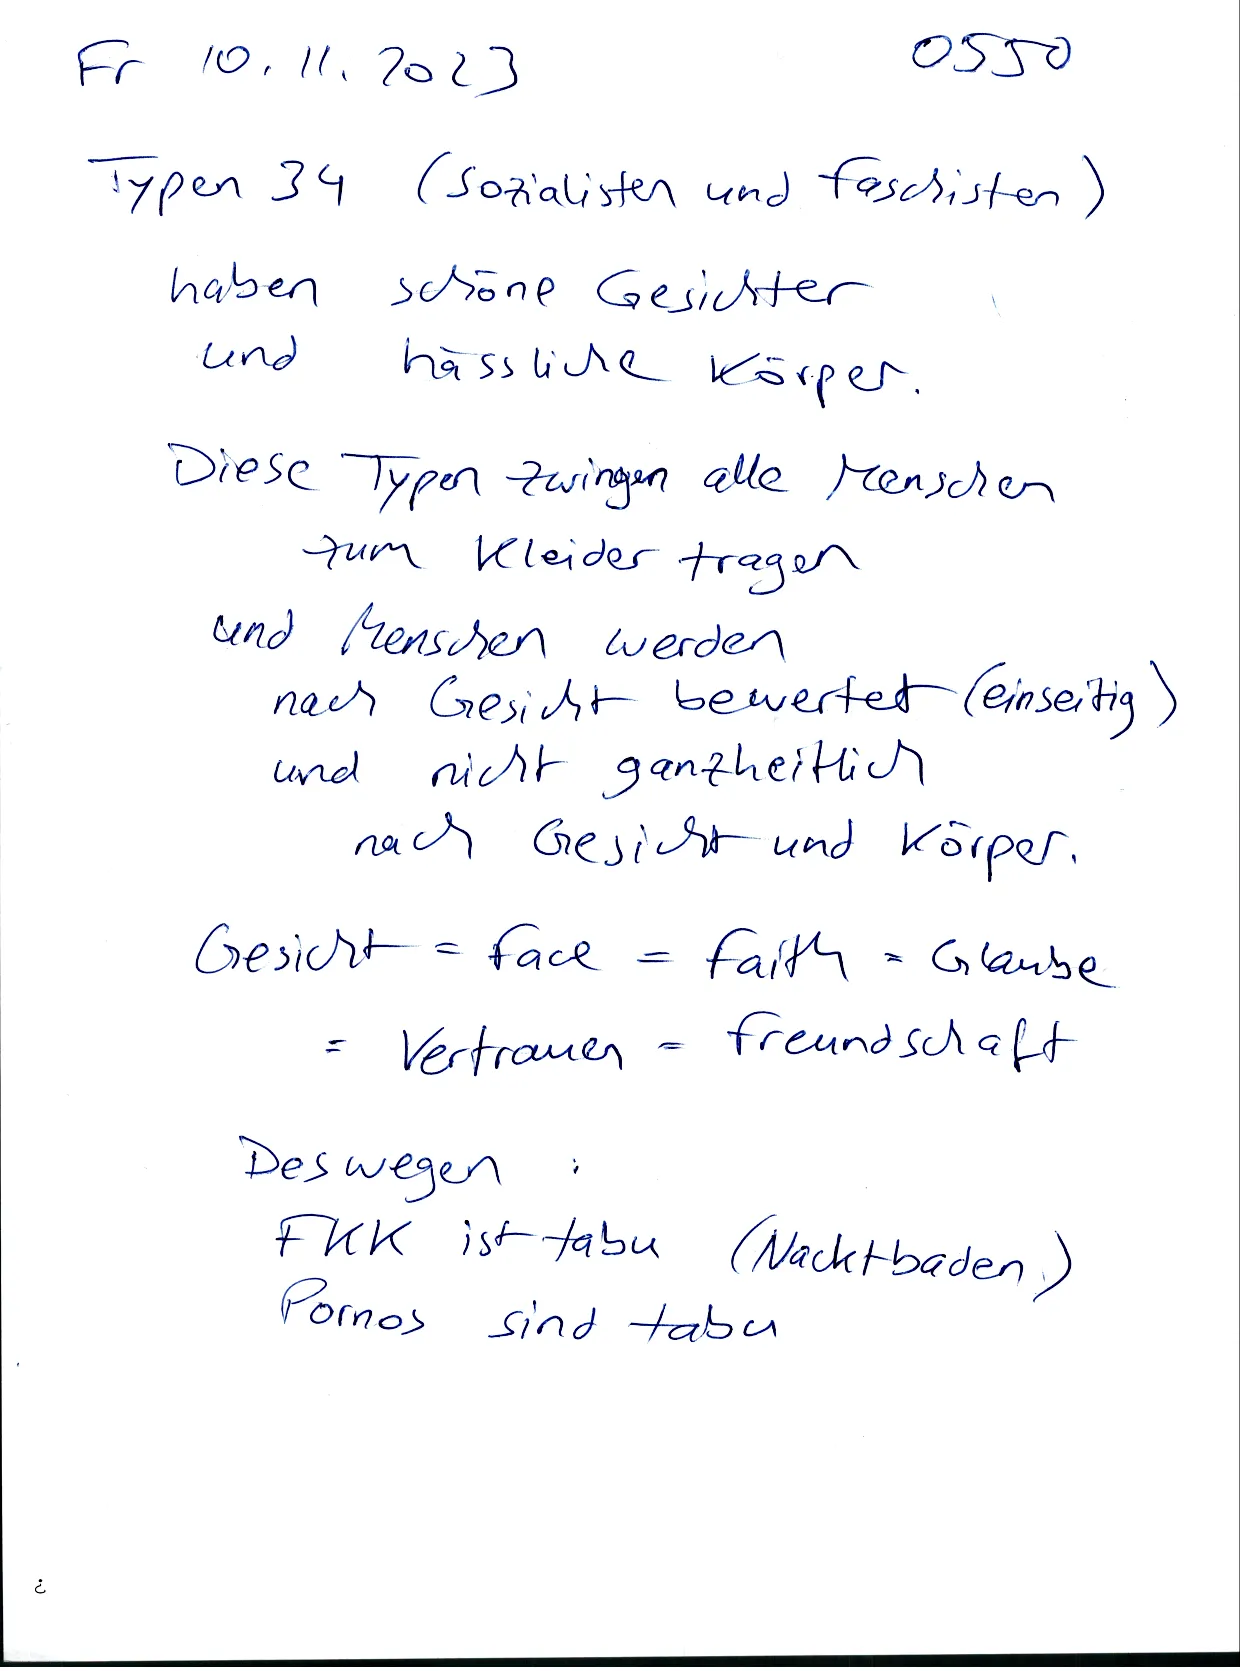 Fr 10.11.2023 0550
Typen 34 (Sozialisten und Faschisten)
haben schöne Gesichter
und hässliche Körper.
Diese Typen zwingen alle Menschen
zum Kleider tragen
und Menschen werden
nach Gesicht bewertet (einseitig)
und nicht ganzheitlich
nach Gesicht und Körper.
Gesicht = Face = Faith = Glaube
= Vertrauen = Freundschaft
Deswegen :
FKK ist tabu (Nacktbaden)
Pornos sind tabu
¿